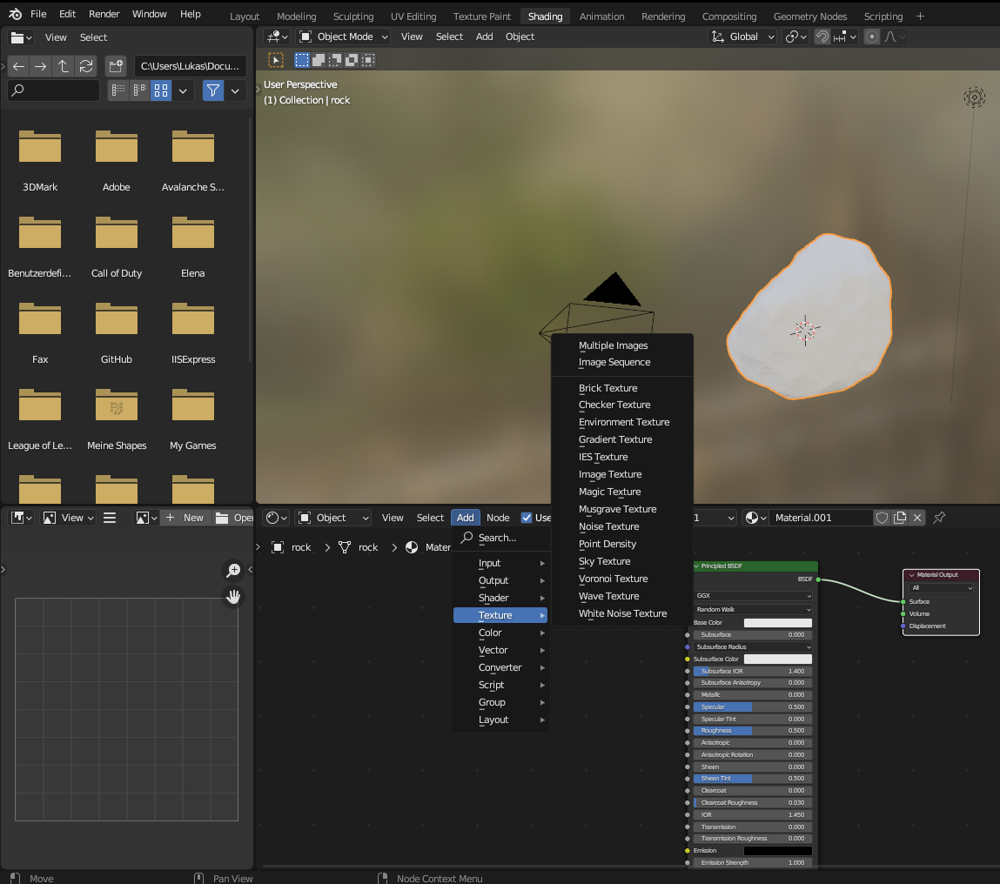 File Edit Render Window Help Layout Modeling Sculpting UV Editing Texture Paint Shading Animation Rendering Compositing Geometry Nodes Scripting +
View Select
Object Mode View Select Add Object Global
C:\Users\Lukas\Docu...
User Perspective
(1) Collection | rock
3DMark Adobe Avalanche S...
Benutzerdefi... Call of Duty Elena
Fax GitHub IISExpress
League of Le... Meine Shapes My Games
Multiple Images
Image Sequence
Brick Texture
Checker Texture
Environment Texture
Gradient Texture
IES Texture
Image Texture
Magic Texture
Musgrave Texture
Noise Texture
Point Density
Sky Texture
Voronoi Texture
Wave Texture
White Noise Texture
View + New Open
Object View Select Add Node Use 1 Material.001
rock > rock > Mater
Search...
Input
Output
Shader
Texture
Color
Vector
Converter
Script
Group
Layout
Principled BSDF
BSDF
GGX
Random Walk
Base Color
Subsurface 0.000
Subsurface Radius
Subsurface Color
Subsurface IOR 1.400
Subsurface Anisotropy 0.000
Metallic 0.000
Specular 0.500
Specular Tint 0.000
Roughness 0.500
Anisotropic 0.000
Anisotropic Rotation 0.000
Sheen 0.000
Sheen Tint 0.500
Clearcoat 0.000
Clearcoat Roughness 0.030
IOR 1.450
Transmission 0.000
Transmission Roughness 0.000
Emission
Emission Strength 1.000
Material Output
All
Surface
Volume
Displacement
Move Pan View Node Context Menu